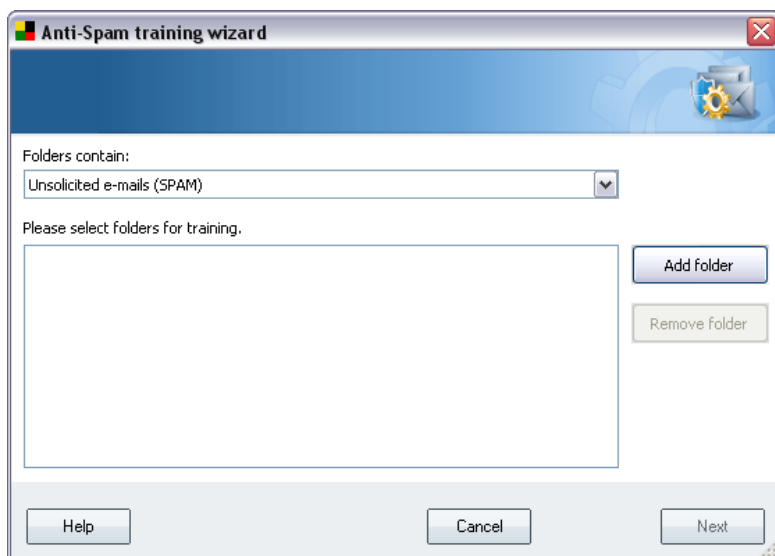 Anti-Spam training wizard
Folders contain:
Unsolicited e-mails (SPAM)
Please select folders for training.
Add folder
Remove folder
Help
Cancel
Next